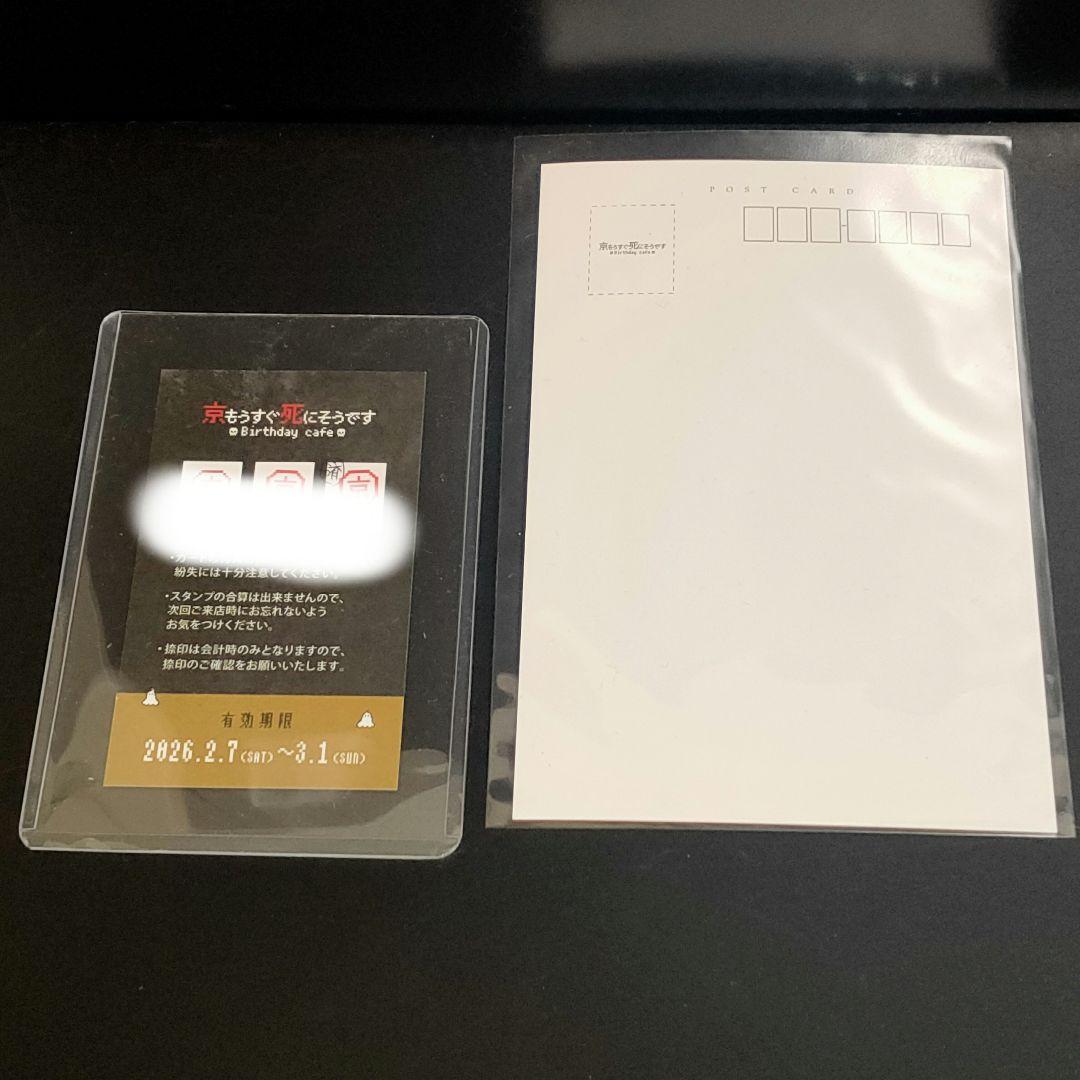 京もうすぐ死にそうです
Birthday cafe
済
京
紛失には十分注意してください。
・スタンプの合算は出来ませんので、
次回ご来店時にお忘れないよう
お気をつけください。
・捺印は会計時のみとなりますので、
捺印のご確認をお願いいたします。
有効期限
2026.2.7(SAT)～3.1(SUN)
POST CARD
京もうすぐ死にそうです
Birthday cafe